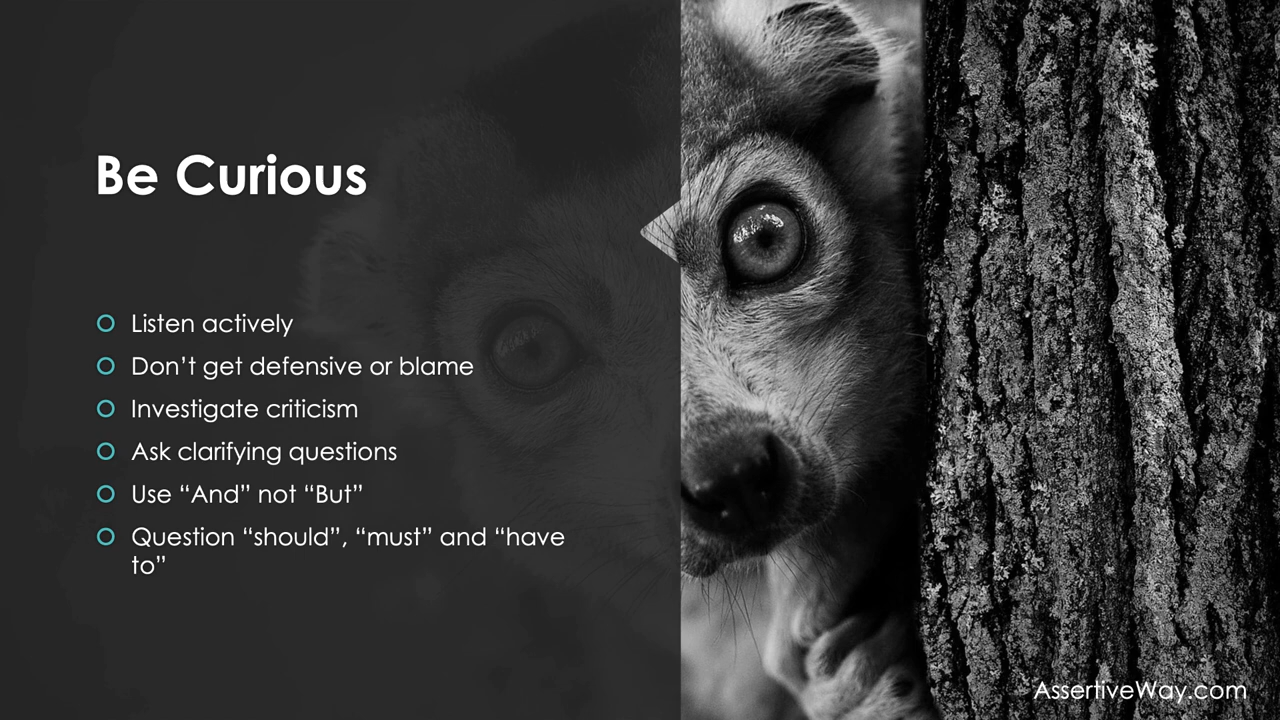 Be Curious
Listen actively
Don’t get defensive or blame
Investigate criticism
Ask clarifying questions
Use “And” not “But”
Question “should”, “must” and “have
to”
AssertiveWay.com